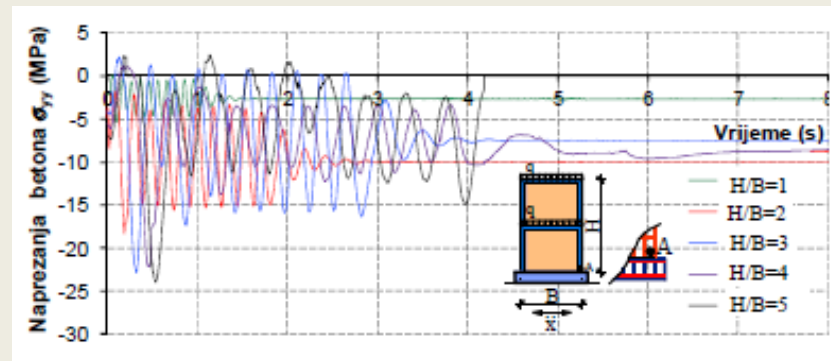 Naprezanja betona σyy (MPa)
5
0
-5
-10
-15
-20
-25
-30
0 1 2 3 4 5 6 7 8
Vrijeme (s)
H/B=1
H/B=2
H/B=3
H/B=4
H/B=5
q
q
H
A
B
ẍ
A